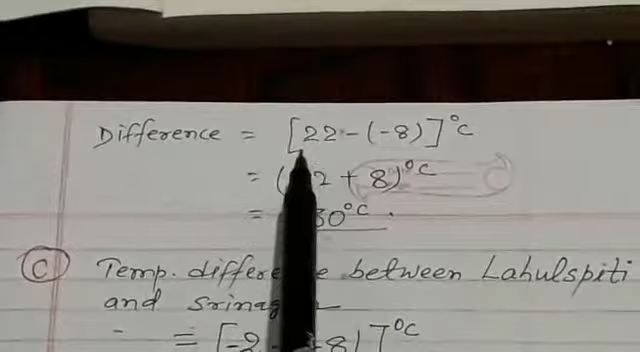 Difference = [22-(-8)]°C
= ( 2 + 8)°C
= 30°C .
(C) Temp. differe e between Lahulspiti
and Srinag
= [-2 -8)]°C